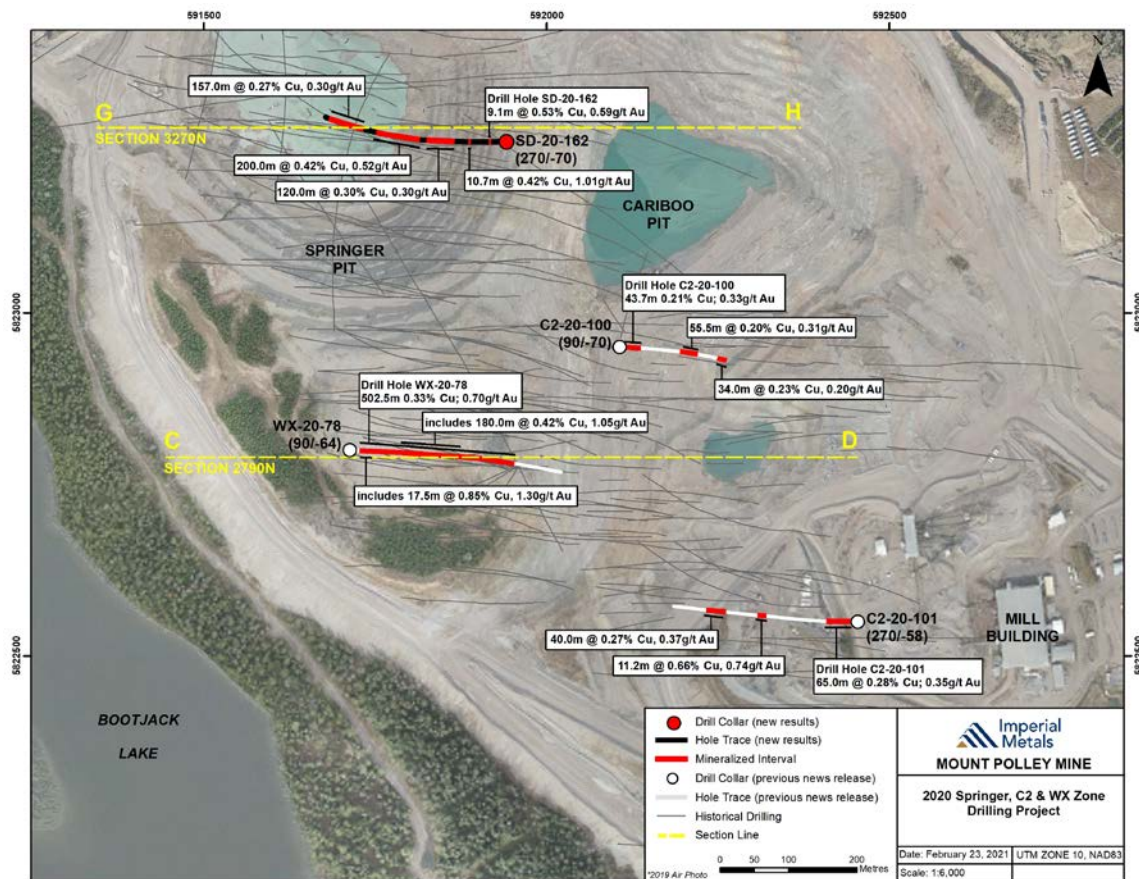 591500
592000
592500
N
157.0m @ 0.27% Cu, 0.30g/t Au
Drill Hole SD-20-162
9.1m @ 0.53% Cu, 0.59g/t Au
G
H
SECTION 3270N
SD-20-162
(270/-70)
200.0m @ 0.42% Cu, 0.52g/t Au
10.7m @ 0.42% Cu, 1.01g/t Au
120.0m @ 0.30% Cu, 0.30g/t Au
CARIBOO
PIT
SPRINGER
PIT
Drill Hole C2-20-100
43.7m 0.21% Cu; 0.33g/t Au
5823000
5823000
C2-20-100
(90/-70)
55.5m @ 0.20% Cu, 0.31g/t Au
34.0m @ 0.23% Cu, 0.20g/t Au
Drill Hole WX-20-78
502.5m 0.33% Cu; 0.70g/t Au
includes 180.0m @ 0.42% Cu, 1.05g/t Au
WX-20-78
(90/-64)
C
D
SECTION 2790N
includes 17.5m @ 0.85% Cu, 1.30g/t Au
C2-20-101
(270/-58)
MILL
BUILDING
40.0m @ 0.27% Cu, 0.37g/t Au
11.2m @ 0.66% Cu, 0.74g/t Au
Drill Hole C2-20-101
65.0m @ 0.28% Cu; 0.35g/t Au
5822500
5822500
BOOTJACK
LAKE
Drill Collar (new results)
Hole Trace (new results)
Mineralized Interval
Drill Collar (previous news release)
Hole Trace (previous news release)
Historical Drilling
Section Line
0 50 100 200
Metres
*2019 Air Photo
Imperial
Metals
MOUNT POLLEY MINE
2020 Springer, C2 & WX Zone
Drilling Project
Date: February 23, 2021
UTM ZONE 10, NAD83
Scale: 1:6,000